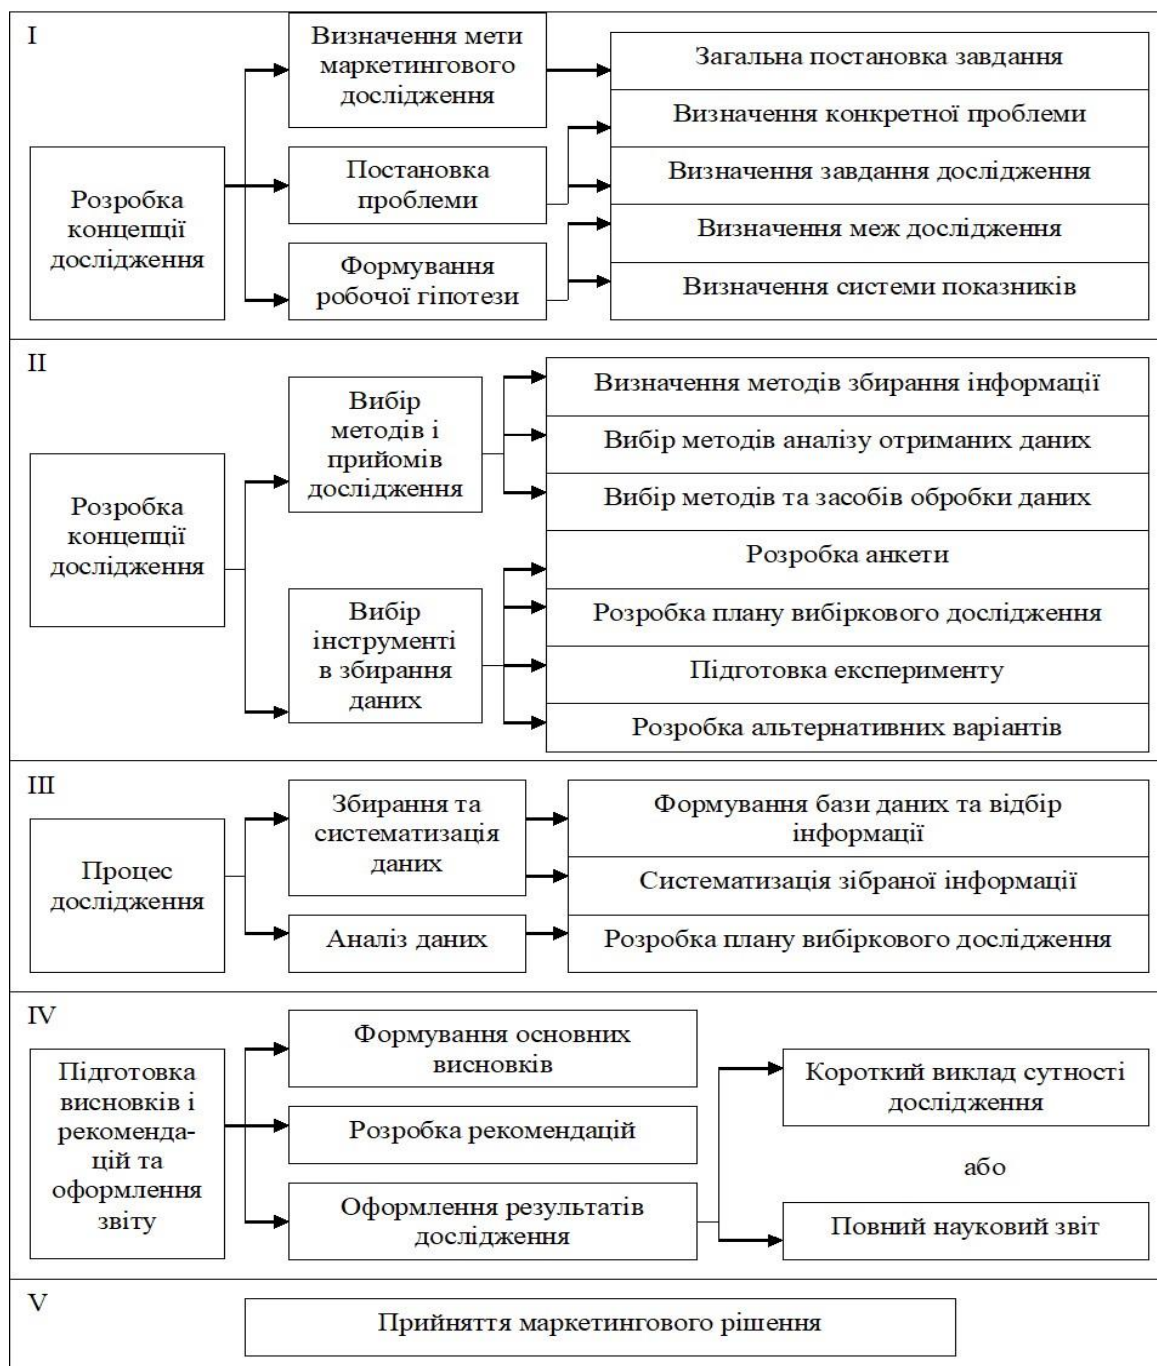 I
Визначення мети
маркетингового
дослідження
Загальна постановка завдання
Визначення конкретної проблеми
Розробка
концепції
дослідження
Постановка
проблеми
Визначення завдання дослідження
Визначення меж дослідження
Формування
робочої гіпотези
Визначення системи показників
II
Розробка
концепції
дослідження
Вибір
методів і
прийомів
дослідження
Визначення методів збирання інформації
Вибір методів аналізу отриманих даних
Вибір методів та засобів обробки даних
Вибір
інструменті
в збирання
даних
Розробка анкети
Розробка плану вибіркового дослідження
Підготовка експерименту
Розробка альтернативних варіантів
III
Процес
дослідження
Збирання та
систематизація
даних
Формування бази даних та відбір
інформації
Систематизація зібраної інформації
Аналіз даних
Розробка плану вибіркового дослідження
IV
Підготовка
висновків і
рекоменда-
цій та
оформлення
звіту
Формування основних
висновків
Розробка рекомендацій
Оформлення результатів
дослідження
Короткий виклад сутності
дослідження
або
Повний науковий звіт
V
Прийняття маркетингового рішення